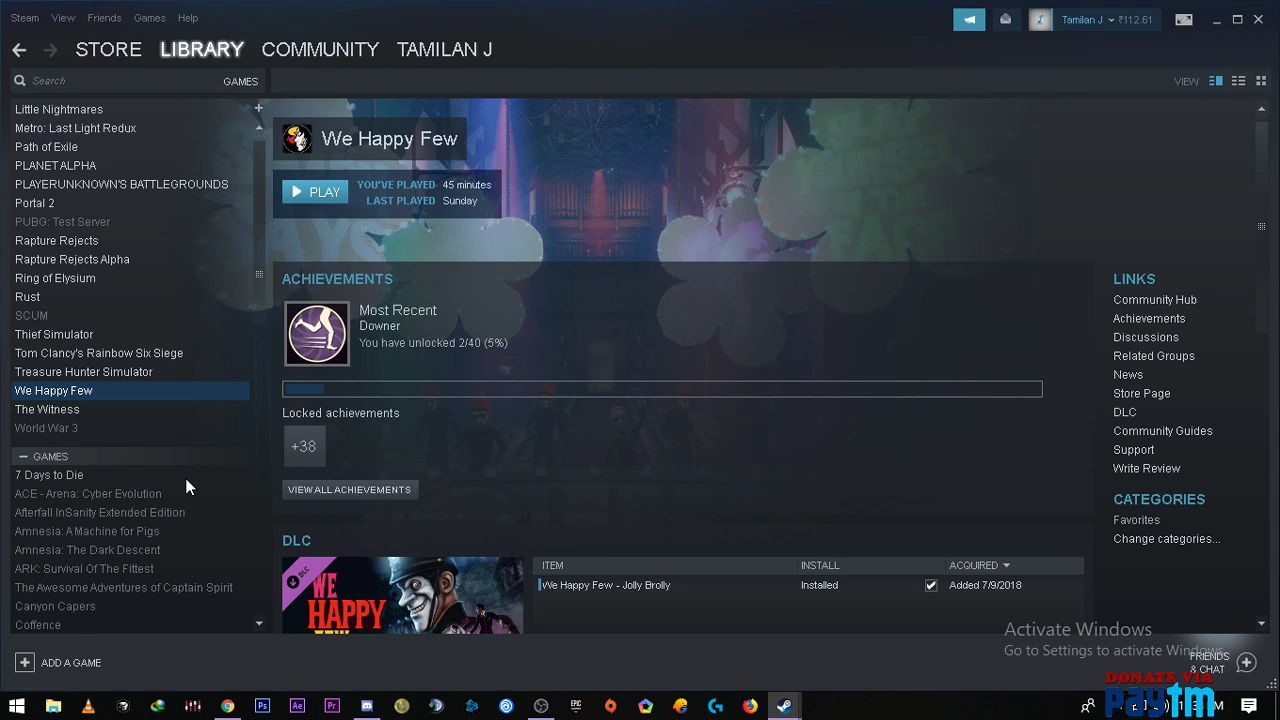 Steam View Friends Games Help
Tamilan J ₹112.61
STORE LIBRARY COMMUNITY TAMILAN J
Search GAMES
VIEW
Little Nightmares
Metro: Last Light Redux
Path of Exile
PLANET ALPHA
PLAYERUNKNOWN'S BATTLEGROUNDS
Portal 2
PUBG: Test Server
Rapture Rejects
Rapture Rejects Alpha
Ring of Elysium
Rust
SCUM
Thief Simulator
Tom Clancy's Rainbow Six Siege
Treasure Hunter Simulator
We Happy Few
The Witness
World War 3
GAMES
7 Days to Die
ACE - Arena: Cyber Evolution
Afterfall InSanity Extended Edition
Amnesia: A Machine for Pigs
Amnesia: The Dark Descent
ARK: Survival Of The Fittest
The Awesome Adventures of Captain Spirit
Canyon Capers
Coffence
ADD A GAME
We Happy Few
PLAY
YOU'VE PLAYED 45 minutes
LAST PLAYED Sunday
ACHIEVEMENTS
Most Recent
Downer
You have unlocked 2/40 (5%)
Locked achievements
+38
VIEW ALL ACHIEVEMENTS
DLC
DLC
WE
HAPPY
FEW
ITEM INSTALL ACQUIRED
We Happy Few - Jolly Brolly Installed Added 7/9/2018
LINKS
Community Hub
Achievements
Discussions
Related Groups
News
Store Page
DLC
Community Guides
Support
Write Review
CATEGORIES
Favorites
Change categories...
Activate Windows
Go to Settings to activate Windows.
FRIENDS
& CHAT
DONATE VIA
paytm
Ps Ae Pr
EPIC